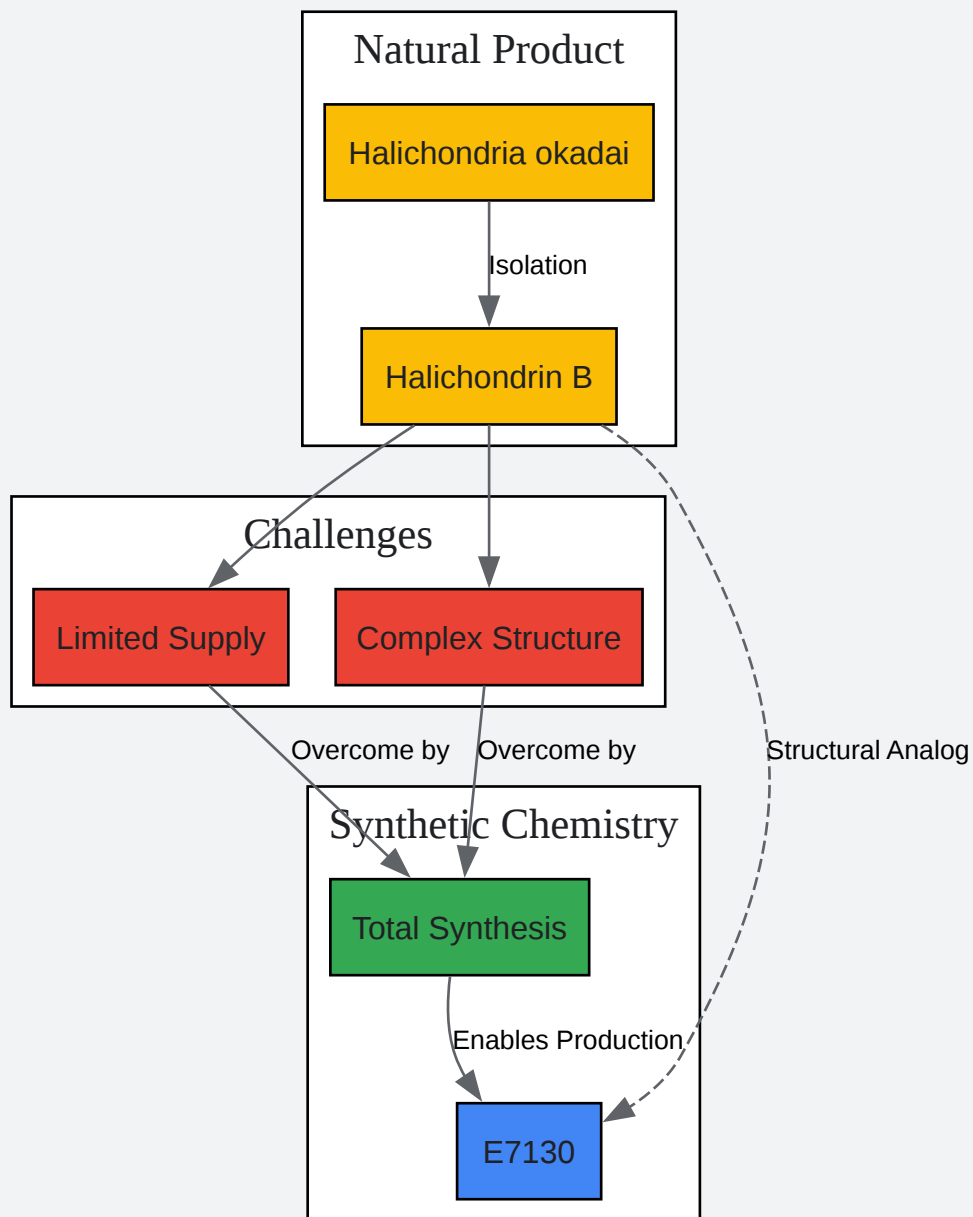 Natural Product
Halichondria okadai
Isolation
Halichondrin B
Challenges
Limited Supply
Complex Structure
Overcome by
Overcome by
Structural Analog
Synthetic Chemistry
Total Synthesis
Enables Production
E7130